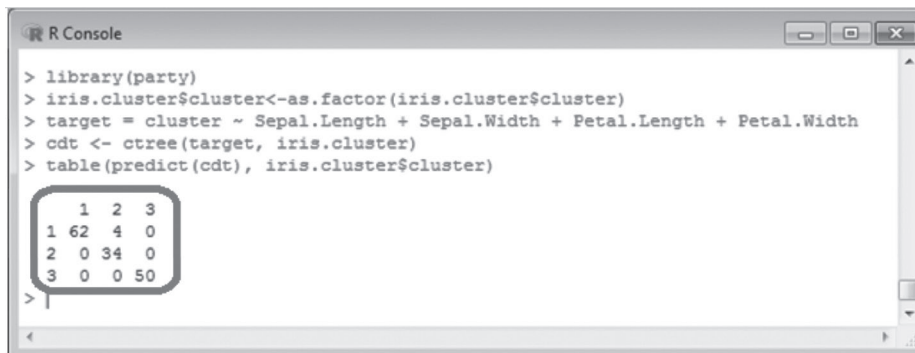 R R Console
> library(party)
> iris.cluster$cluster<-as.factor(iris.cluster$cluster)
> target = cluster ~ Sepal.Length + Sepal.Width + Petal.Length + Petal.Width
> cdt <- ctree(target, iris.cluster)
> table(predict(cdt), iris.cluster$cluster)
1 2 3
1 62 4 0
2 0 34 0
3 0 0 50
>